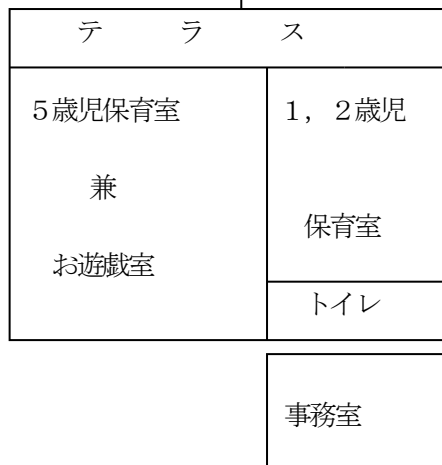 テラス
5歳児保育室
兼
お遊戯室
1，2歳児
保育室
トイレ
事務室